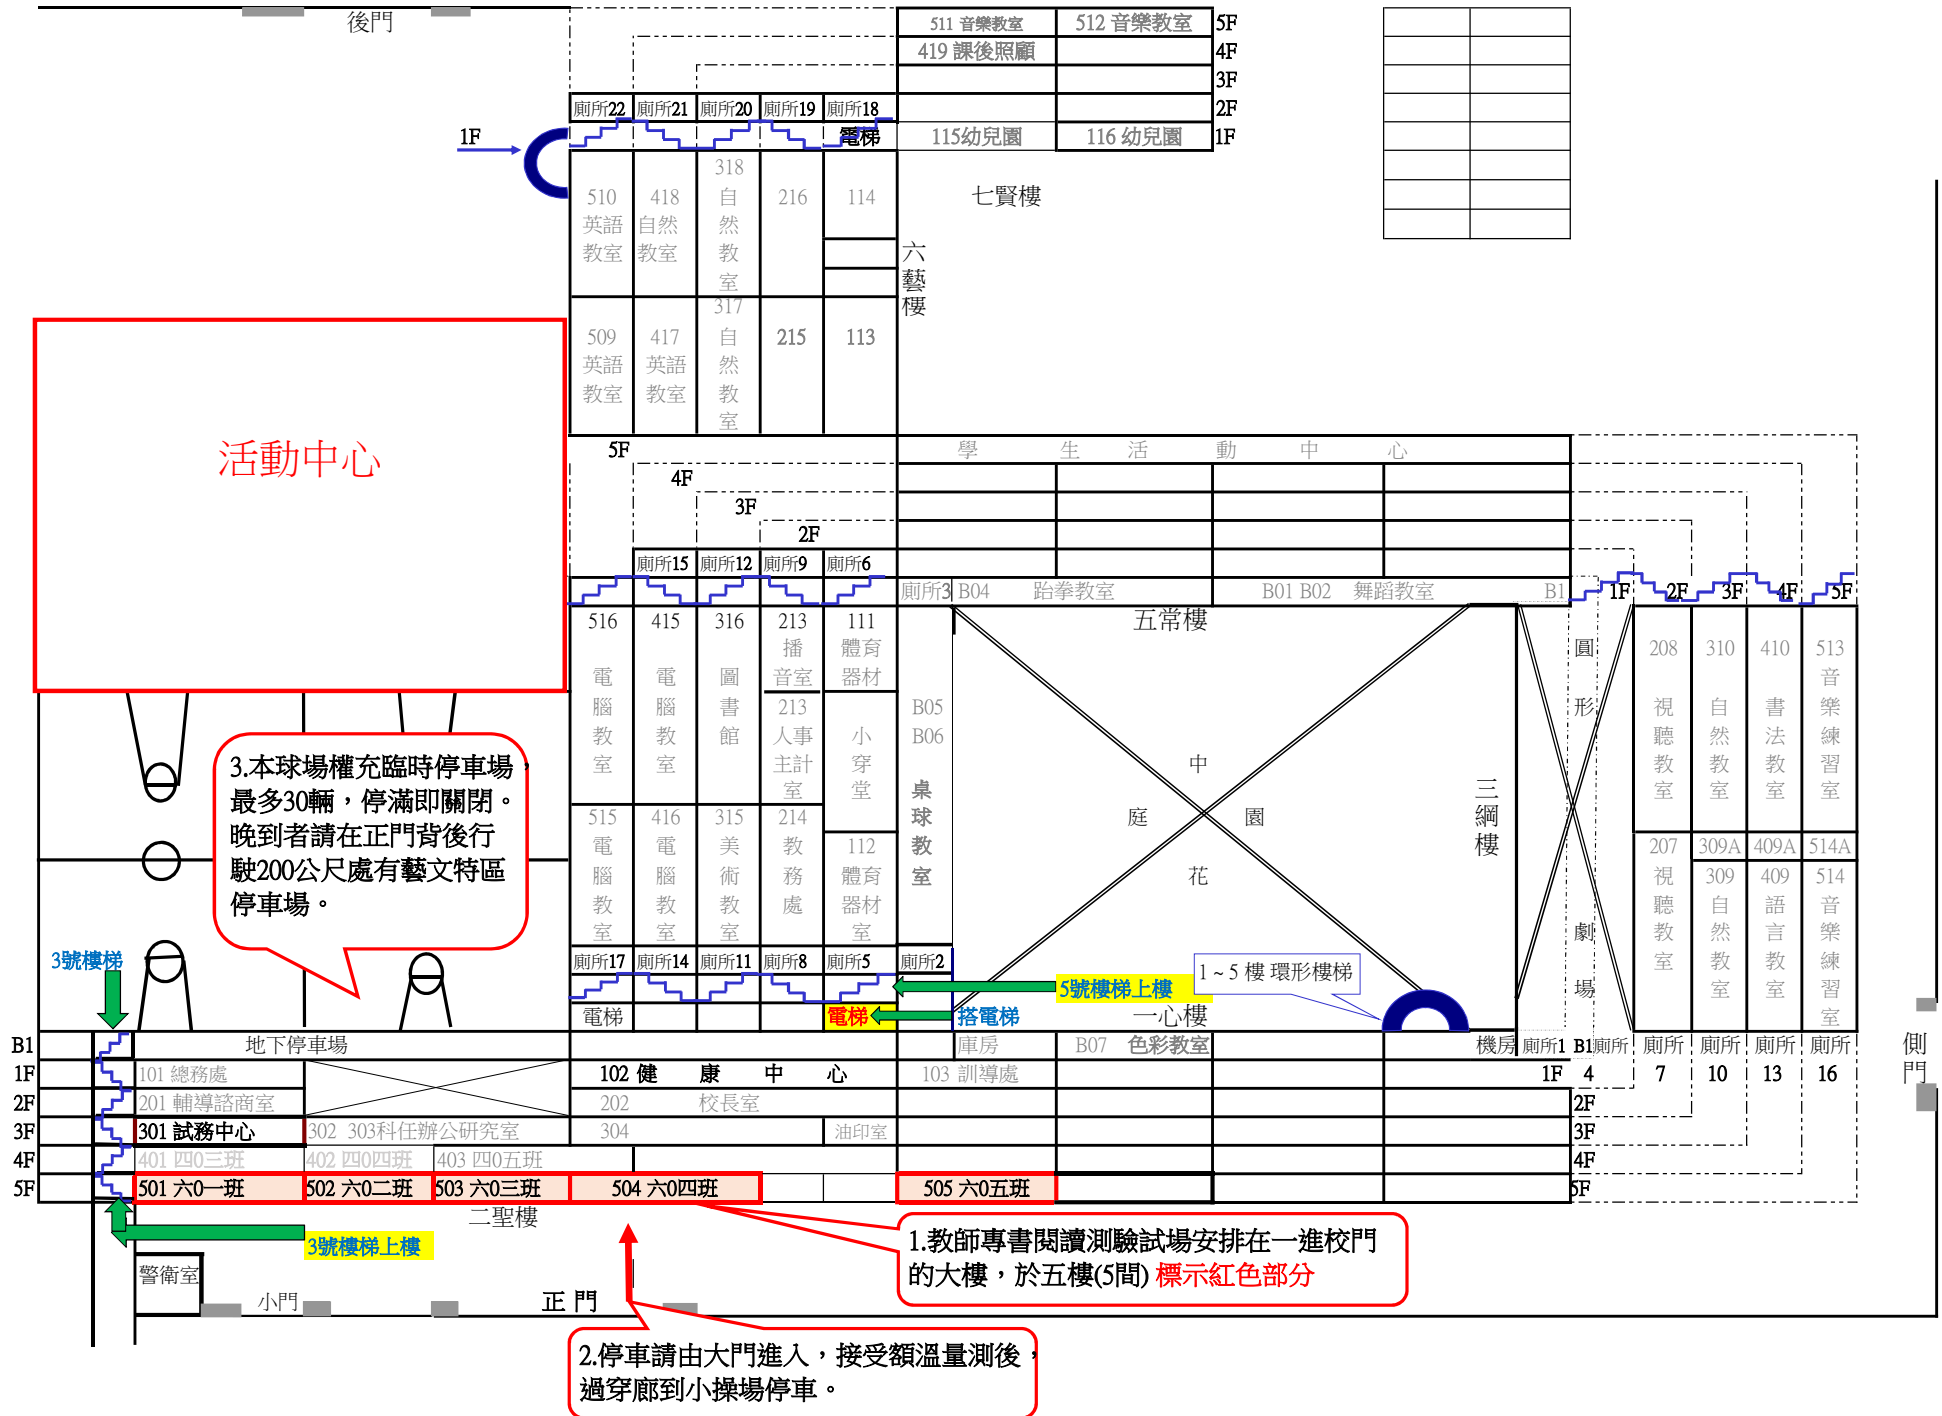 後門
511 音樂教室 512 音樂教室 5F
419 課後照顧 4F
3F
廁所22 廁所21 廁所20 廁所19 廁所18 2F
1F 電梯 115幼兒園 116 幼兒園 1F
七賢樓
六藝樓
510 英語教室
418 自然教室
318 自然教室
216
114
509 英語教室
417 英語教室
317 自然教室
215
113
活動中心
5F 學生活動中心
4F
3F
2F
廁所15 廁所12 廁所9 廁所6
廁所3 B04 跆拳教室 B01 B02 舞蹈教室 B1 1F 2F 3F 4F 5F
五常樓
516 電腦教室
415 電腦教室
316 圖書館
213 播音室
111 體育器材
213 人事主計室
小穿堂
B05
B06
桌球教室
中庭花園
三綱樓
圓形劇場
208 視聽教室
310 自然教室
410 書法教室
513 音樂練習室
515 電腦教室
416 電腦教室
315 美術教室
214 教務處
112 體育器材室
207 視聽教室
309A 409A 514A
309 自然教室
409 語言教室
514 音樂練習室
3.本球場權充臨時停車場，
最多30輛，停滿即關閉。
晚到者請在正門背後行
駛200公尺處有藝文特區
停車場。
3號樓梯
廁所17 廁所14 廁所11 廁所8 廁所5 廁所2
1 ~ 5 樓 環形樓梯
5號樓梯上樓
電梯 電梯 搭電梯 一心樓
B1 地下停車場 庫房 B07 色彩教室 機房 廁所1 B1廁所 廁所 廁所 廁所 廁所
1F 101 總務處 102 健康中心 103 訓導處 1F 4 7 10 13 16
側門
2F 201 輔導諮商室 202 校長室 2F
3F 301 試務中心 302 303科任辦公研究室 304 油印室 3F
4F 401 四0三班 402 四0四班 403 四0五班 4F
5F 501 六0一班 502 六0二班 503 六0三班 504 六0四班 505 六0五班 5F
二聖樓
3號樓梯上樓
1.教師專書閱讀測驗試場安排在一進校門
的大樓，於五樓(5間) 標示紅色部分
警衛室
小門
正門
2.停車請由大門進入，接受額溫量測後，
過穿廊到小操場停車。